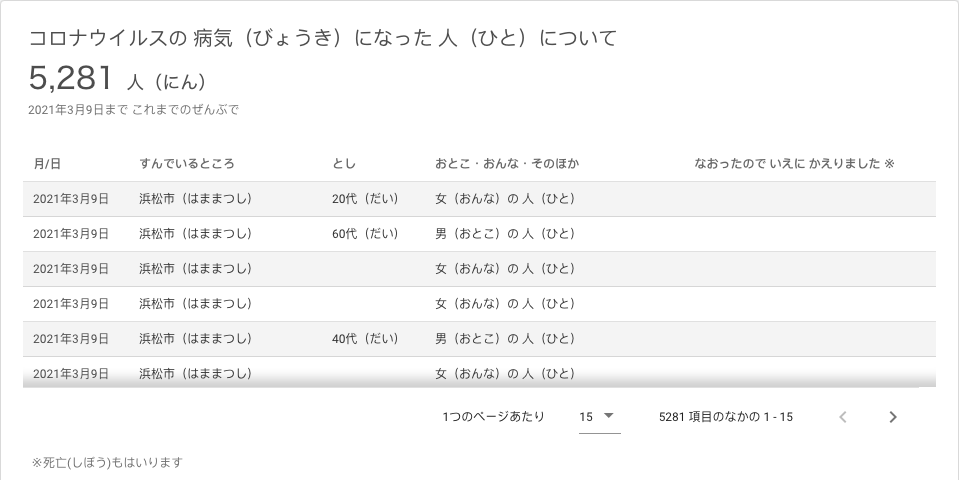 コロナウイルスの 病気（びょうき）になった 人（ひと）について
5,281 人（にん）
2021年3月9日まで これまでのぜんぶで
月/日 すんでいるところ とし おとこ・おんな・そのほか なおったので いえに かえりました ※
2021年3月9日 浜松市（はままつし） 20代（だい） 女（おんな）の 人（ひと）
2021年3月9日 浜松市（はままつし） 60代（だい） 男（おとこ）の 人（ひと）
2021年3月9日 浜松市（はままつし） 女（おんな）の 人（ひと）
2021年3月9日 浜松市（はままつし） 女（おんな）の 人（ひと）
2021年3月9日 浜松市（はままつし） 40代（だい） 男（おとこ）の 人（ひと）
2021年3月9日 浜松市（はままつし） 女（おんな）の 人（ひと）
1つのページあたり 15 5281 項目のなかの 1 - 15
※死亡(しぼう)もはいります